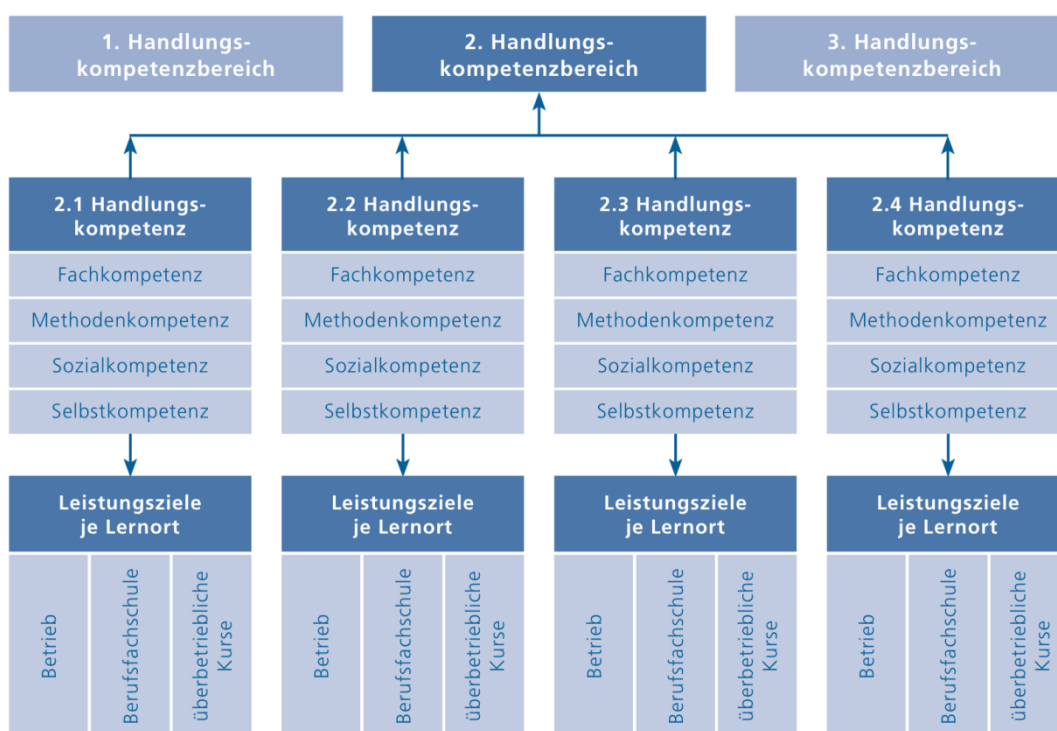 1. Handlungs-
kompetenzbereich
2. Handlungs-
kompetenzbereich
3. Handlungs-
kompetenzbereich
2.1 Handlungs-
kompetenz
Fachkompetenz
Methodenkompetenz
Sozialkompetenz
Selbstkompetenz
Leistungsziele
je Lernort
Betrieb
Berufsfachschule
überbetriebliche
Kurse
2.2 Handlungs-
kompetenz
Fachkompetenz
Methodenkompetenz
Sozialkompetenz
Selbstkompetenz
Leistungsziele
je Lernort
Betrieb
Berufsfachschule
überbetriebliche
Kurse
2.3 Handlungs-
kompetenz
Fachkompetenz
Methodenkompetenz
Sozialkompetenz
Selbstkompetenz
Leistungsziele
je Lernort
Betrieb
Berufsfachschule
überbetriebliche
Kurse
2.4 Handlungs-
kompetenz
Fachkompetenz
Methodenkompetenz
Sozialkompetenz
Selbstkompetenz
Leistungsziele
je Lernort
Betrieb
Berufsfachschule
überbetriebliche
Kurse